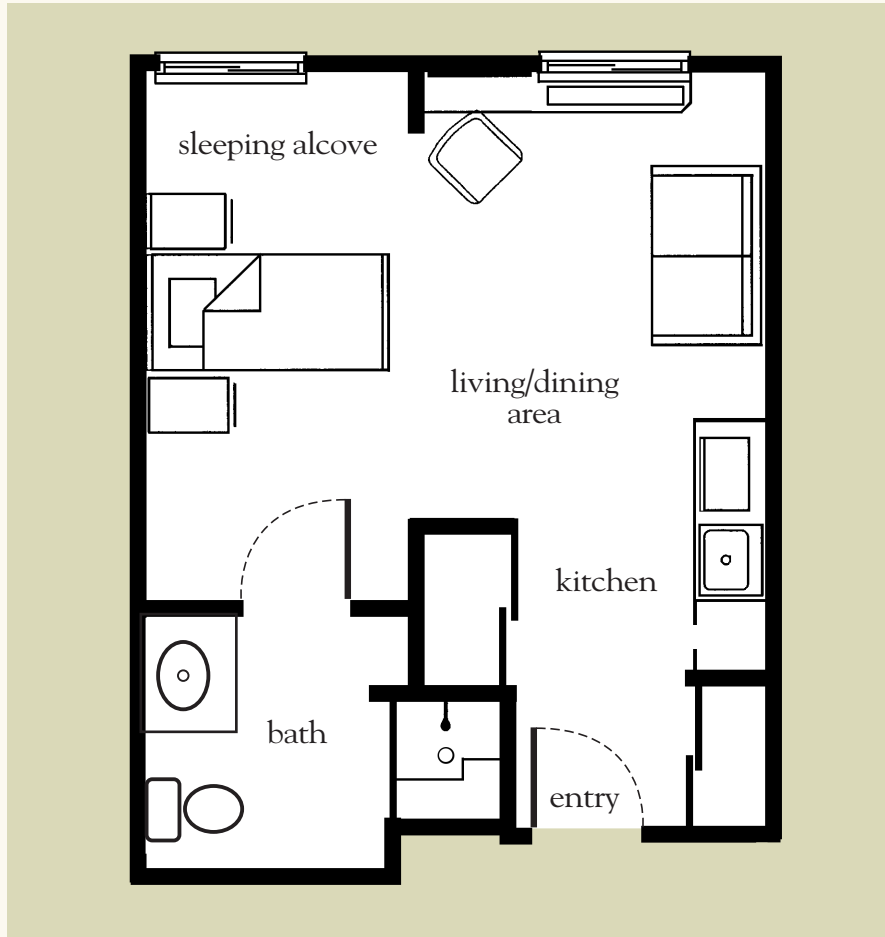 sleeping alcove
living/dining
area
kitchen
bath
entry